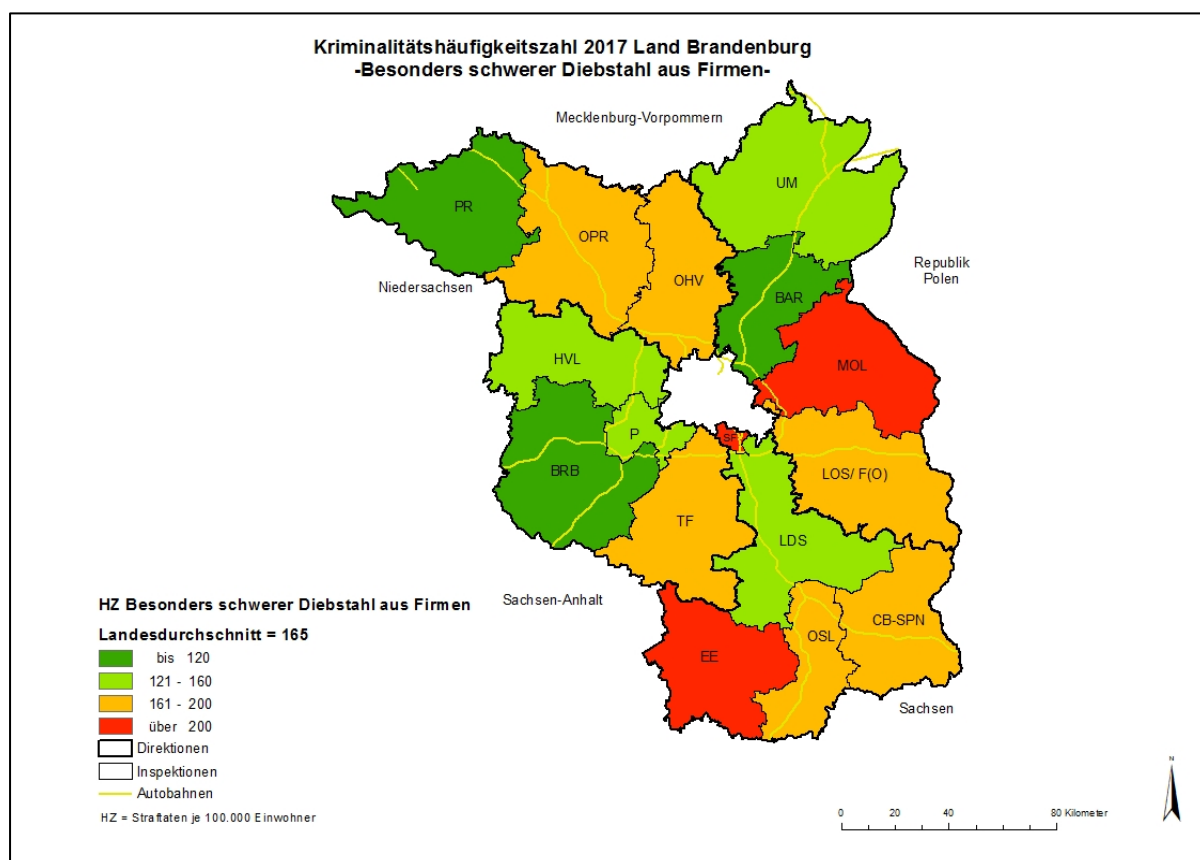 Kriminalitätshäufigkeitszahl 2017 Land Brandenburg
-Besonders schwerer Diebstahl aus Firmen-
Mecklenburg-Vorpommern
UM
PR
OPR
Republik
Polen
OHV
Niedersachsen
BAR
HVL
MOL
P
SF
BRB
LOS/ F(O)
TF
LDS
Sachsen-Anhalt
CB-SPN
OSL
EE
Sachsen
HZ Besonders schwerer Diebstahl aus Firmen
Landesdurchschnitt = 165
bis 120
121 - 160
161 - 200
über 200
Direktionen
Inspektionen
Autobahnen
HZ = Straftaten je 100.000 Einwohner
N
0 20 40 80 Kilometer